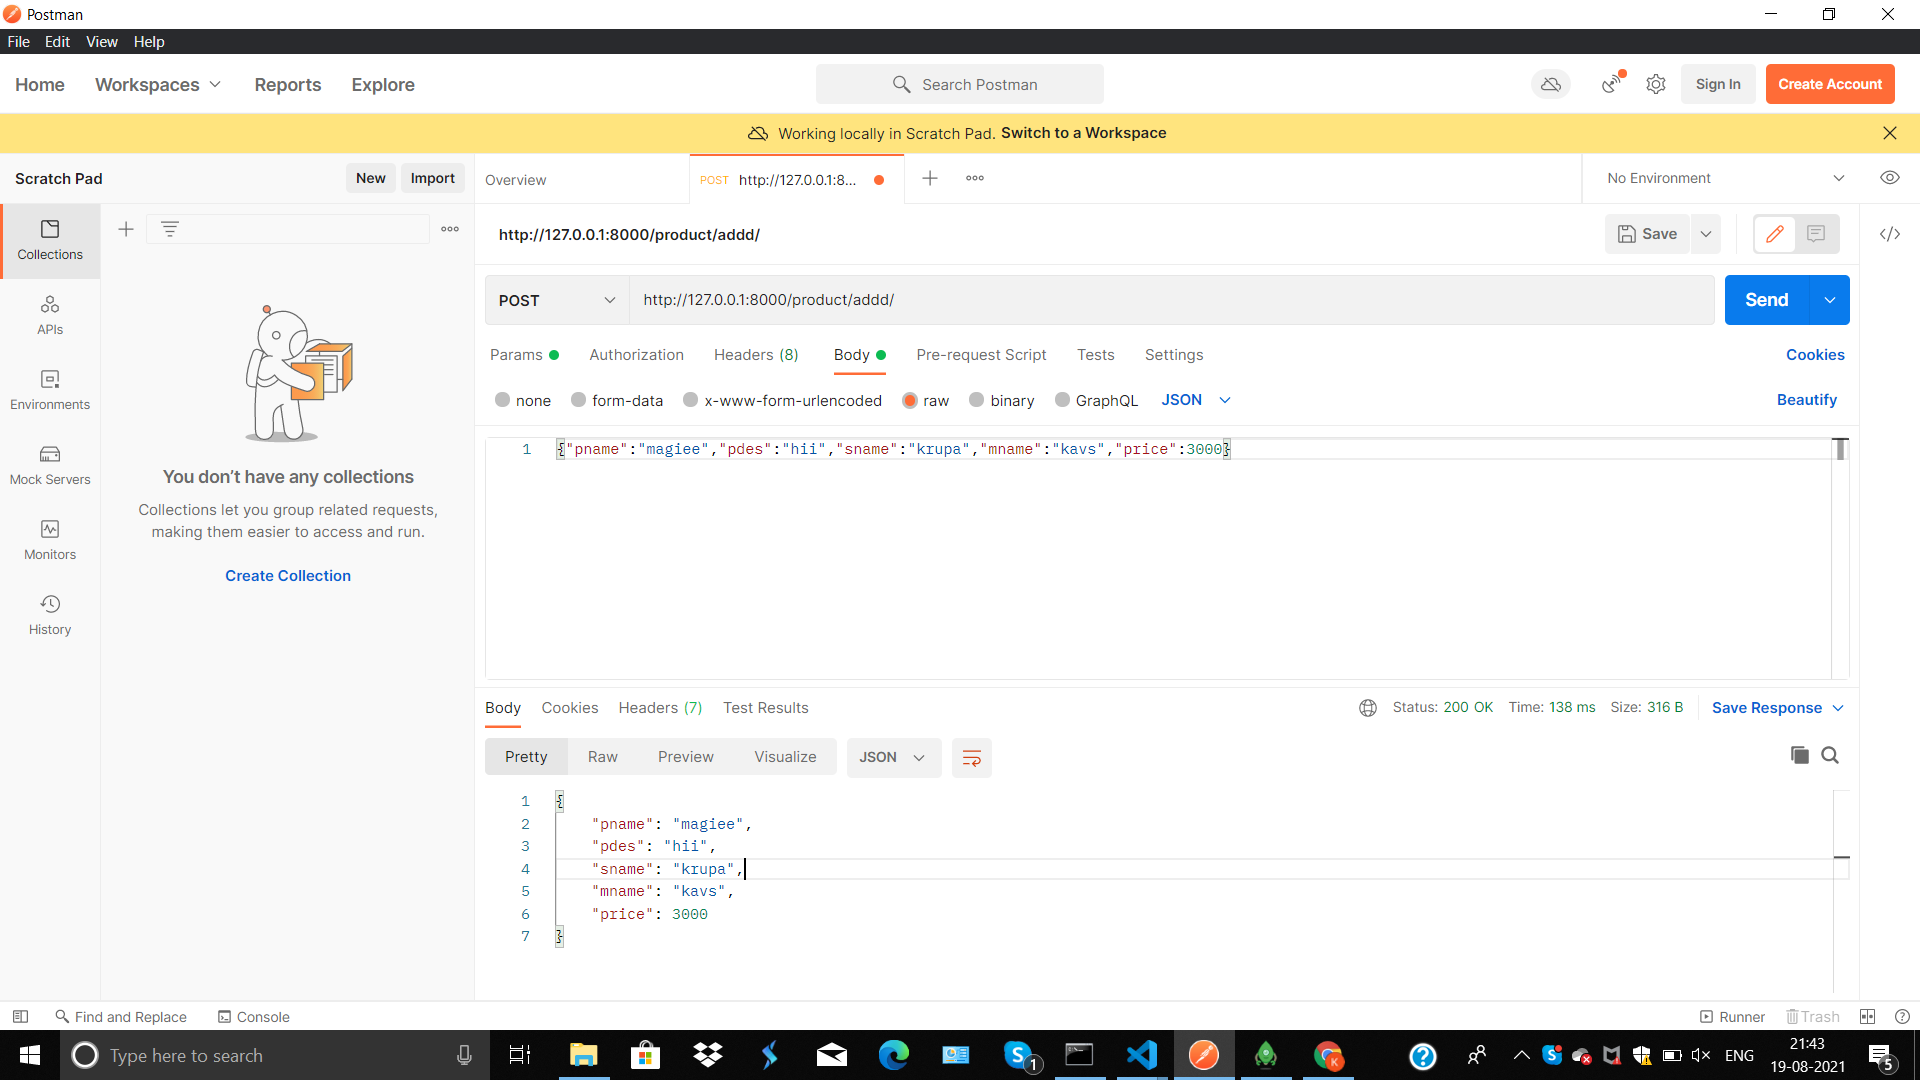 Postman
File Edit View Help
Home Workspaces Reports Explore
Search Postman
Sign In
Create Account
Working locally in Scratch Pad. Switch to a Workspace
Scratch Pad
New
Import
Overview
POST http://127.0.0.1:8...
No Environment
Collections
APIs
Environments
Mock Servers
Monitors
History
You don't have any collections
Collections let you group related requests,
making them easier to access and run.
Create Collection
http://127.0.0.1:8000/product/addd/
Save
POST
http://127.0.0.1:8000/product/addd/
Send
Params Authorization Headers (8) Body Pre-request Script Tests Settings
Cookies
none form-data x-www-form-urlencoded raw binary GraphQL JSON
Beautify
1 {"pname":"magiee","pdes":"hii","sname":"krupa","mname":"kavs","price":3000}
Body Cookies Headers (7) Test Results
Status: 200 OK Time: 138 ms Size: 316 B
Save Response
Pretty Raw Preview Visualize JSON
1 {
2 "pname": "magiee",
3 "pdes": "hii",
4 "sname": "krupa",
5 "mname": "kavs",
6 "price": 3000
7 }
Find and Replace Console
Runner Trash
Type here to search
1
K
ENG
21:43
19-08-2021
5